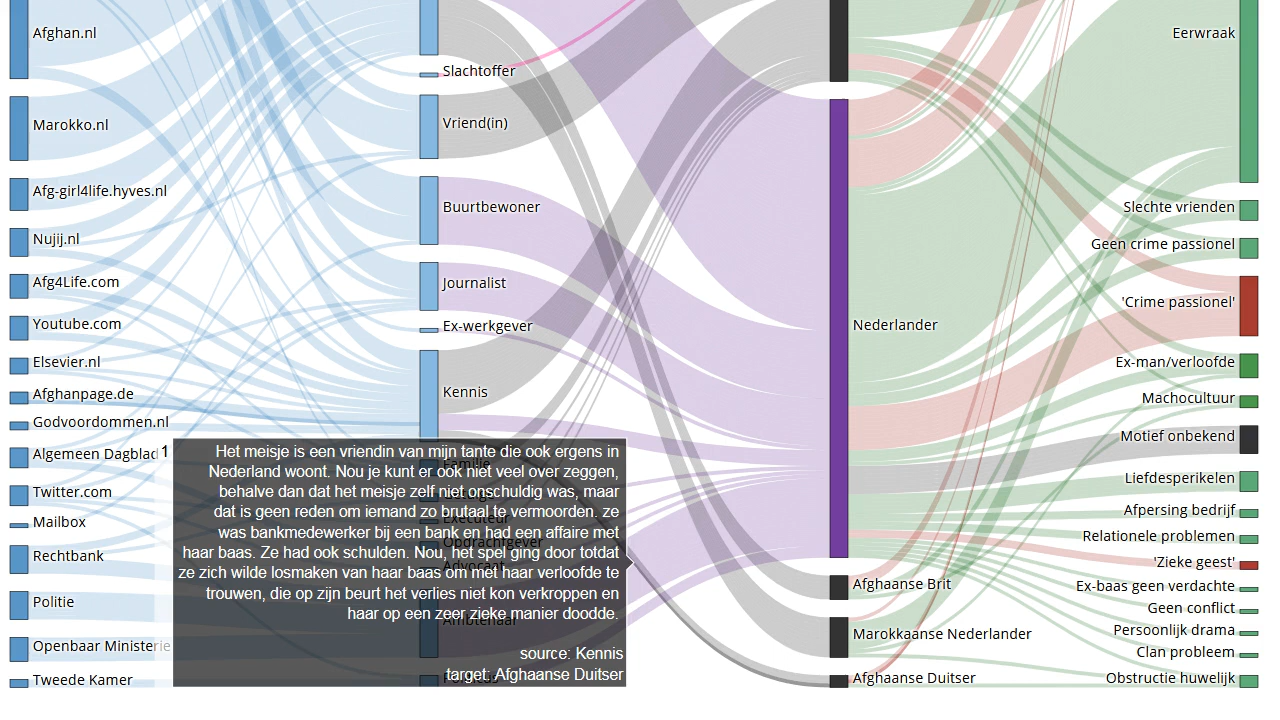 Afghan.nl
Marokko.nl
Afg-girl4life.hyves.nl
Nujij.nl
Afg4Life.com
Youtube.com
Elsevier.nl
Afghanpage.de
Godvoordommen.nl
Algemeen Dagblad
1
Twitter.com
Mailbox
Rechtbank
Politie
Openbaar Ministerie
Tweede Kamer
Slachtoffer
Vriend(in)
Buurtbewoner
Journalist
Ex-werkgever
Kennis
Familie
Executeur
Opdrachtgever
Advocaat
Ambtenaar
Het meisje is een vriendin van mijn tante die ook ergens in
Nederland woont. Nou je kunt er ook niet veel over zeggen,
behalve dan dat het meisje zelf niet onschuldig was, maar
dat is geen reden om iemand zo brutaal te vermoorden. ze
was bankmedewerker bij een bank en had een affaire met
haar baas. Ze had ook schulden. Nou, het spel ging door totdat
ze zich wilde losmaken van haar baas om met haar verloofde te
trouwen, die op zijn beurt het verlies niet kon verkroppen en
haar op een zeer zieke manier doodde.
source: Kennis
target: Afghaanse Duitser
Nederlander
Afghaanse Brit
Marokkaanse Nederlander
Afghaanse Duitser
Eerwraak
Slechte vrienden
Geen crime passionel
'Crime passionel'
Ex-man/verloofde
Machocultuur
Motief onbekend
Liefdesperikelen
Afpersing bedrijf
Relationele problemen
'Zieke geest'
Ex-baas geen verdachte
Geen conflict
Persoonlijk drama
Clan probleem
Obstructie huwelijk